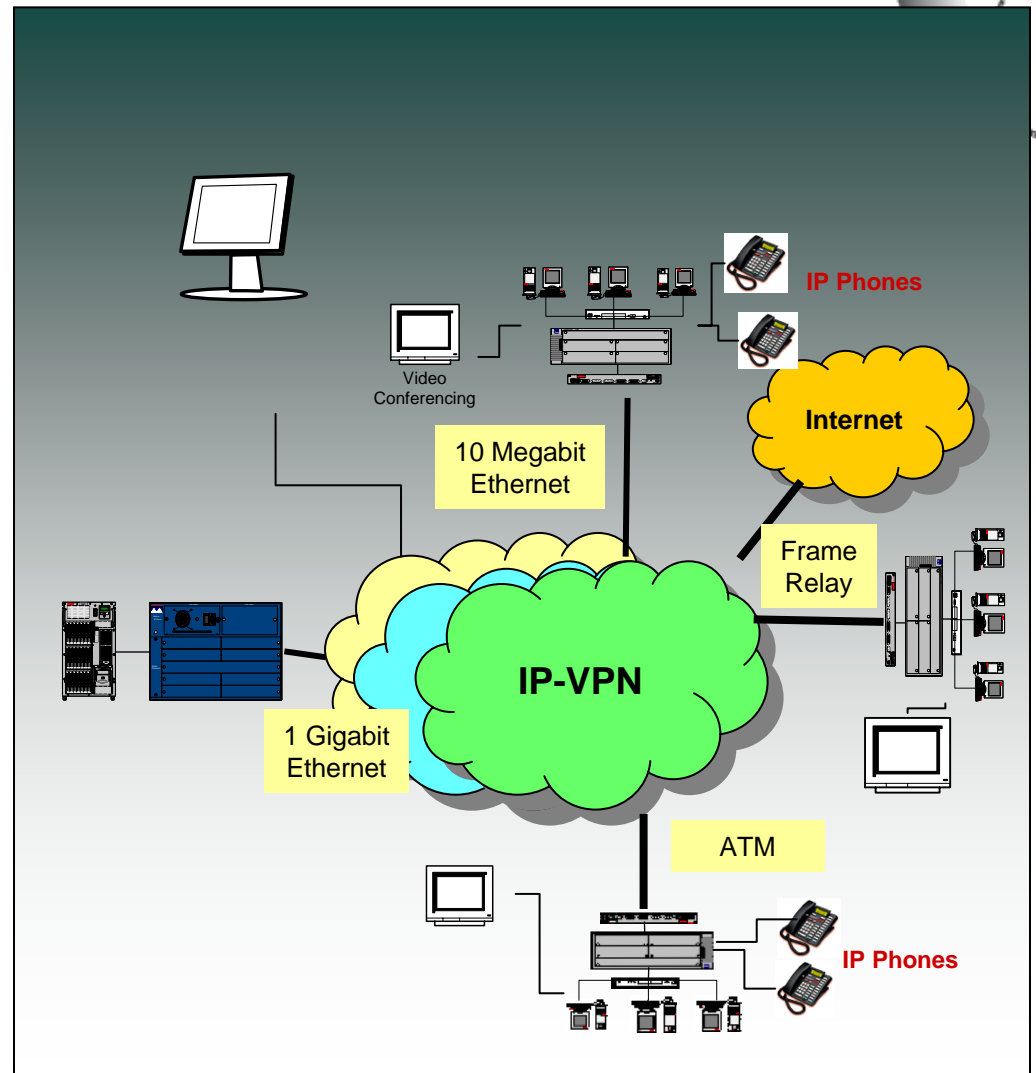 IP Phones
Video
Conferencing
Internet
10 Megabit
Ethernet
Frame
Relay
IP-VPN
1 Gigabit
Ethernet
ATM
IP Phones